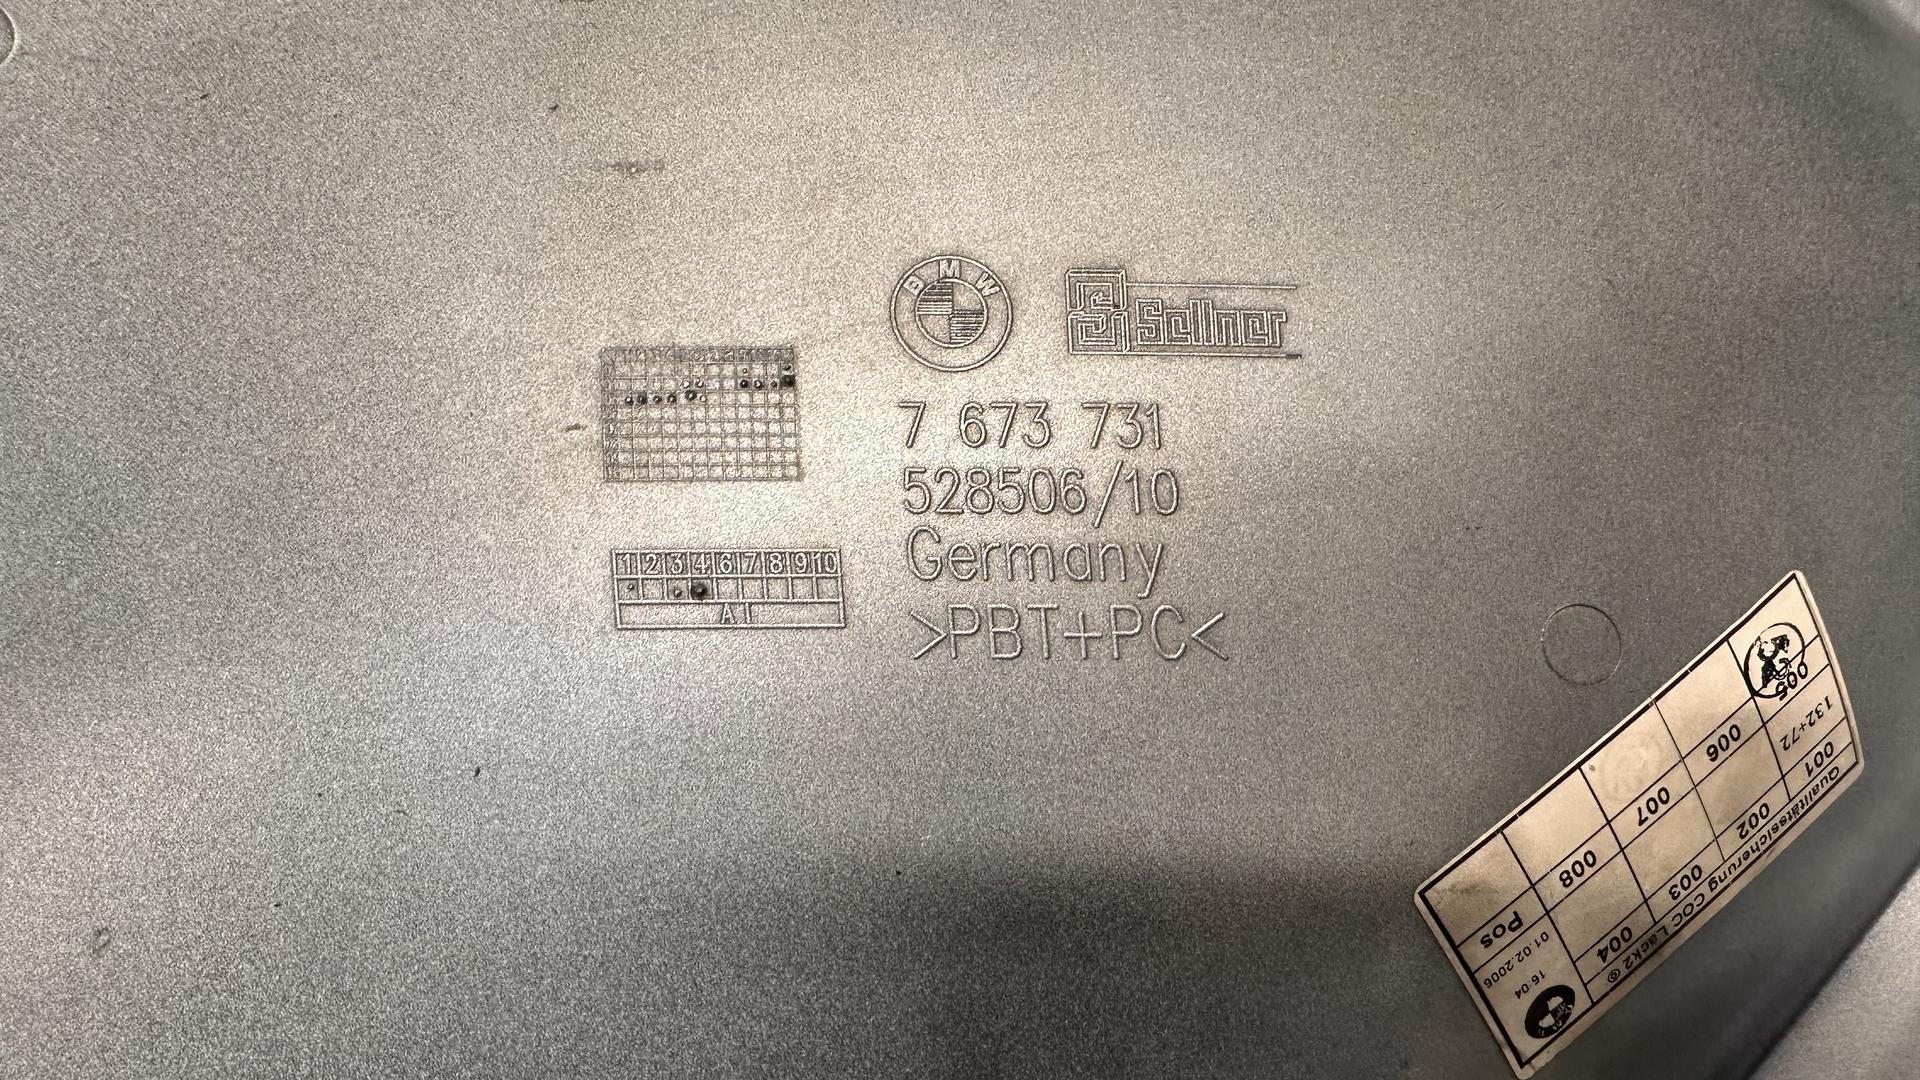 BMW
Sellner
7 673 731
528506/10
Germany
>PBT+PC<
1 2 3 4 6 7 8 9 10
Qualitätssicherung COC Lack2
001 002 003 004
132+72
005 006 007 008 Pos
01.02.2006
16:04